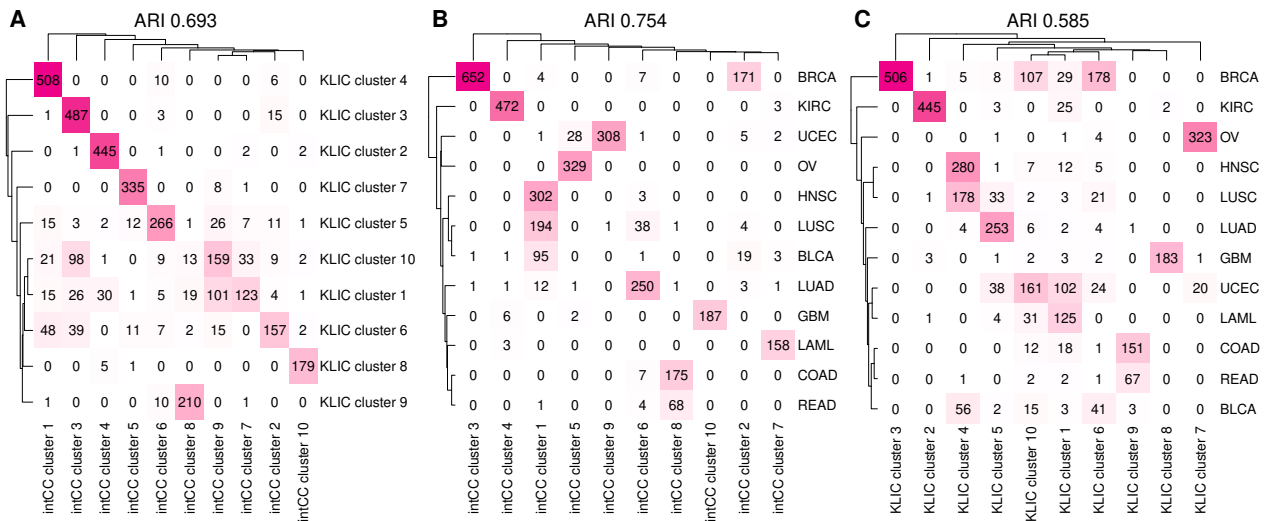 A
ARI 0.693
508 0 0 0 10 0 0 0 6 0 KLIC cluster 4
1 487 0 0 3 0 0 0 15 0 KLIC cluster 3
0 1 445 0 1 0 0 2 0 2 KLIC cluster 2
0 0 0 335 0 0 8 1 0 0 KLIC cluster 7
15 3 2 12 266 1 26 7 11 1 KLIC cluster 5
21 98 1 0 9 13 159 33 9 2 KLIC cluster 10
15 26 30 1 5 19 101 123 4 1 KLIC cluster 1
48 39 0 11 7 2 15 0 157 2 KLIC cluster 6
0 0 5 1 0 0 0 0 0 179 KLIC cluster 8
1 0 0 0 10 210 0 0 0 0 KLIC cluster 9
intCC cluster 1
intCC cluster 3
intCC cluster 4
intCC cluster 5
intCC cluster 6
intCC cluster 8
intCC cluster 9
intCC cluster 7
intCC cluster 2
intCC cluster 10
B
ARI 0.754
652 0 4 0 0 7 0 0 171 0 BRCA
0 472 0 0 0 0 0 0 0 3 KIRC
0 0 1 28 308 1 0 0 5 2 UCEC
0 0 0 329 0 0 0 0 0 0 OV
0 0 302 0 0 3 0 0 0 0 HNSC
0 0 194 0 1 38 1 0 4 0 LUSC
1 1 95 0 0 0 0 0 19 3 BLCA
1 1 12 1 0 250 1 0 3 1 LUAD
0 6 0 2 0 0 0 187 0 0 GBM
0 3 0 0 0 0 0 0 0 158 LAML
0 0 0 0 0 7 175 0 0 0 COAD
0 0 1 0 0 4 68 0 0 0 READ
intCC cluster 3
intCC cluster 4
intCC cluster 1
intCC cluster 5
intCC cluster 9
intCC cluster 6
intCC cluster 8
intCC cluster 10
intCC cluster 2
intCC cluster 7
C
ARI 0.585
506 1 5 8 107 29 178 0 0 0 BRCA
0 445 0 3 0 25 0 0 2 0 KIRC
0 0 0 1 0 1 4 0 0 323 OV
0 0 280 1 7 12 5 0 0 0 HNSC
0 1 178 33 2 3 21 0 0 0 LUSC
0 0 4 253 6 2 4 1 0 0 LUAD
0 3 0 1 2 3 2 0 183 1 GBM
0 0 0 38 161 102 24 0 0 20 UCEC
0 1 0 4 31 125 0 0 0 0 LAML
0 0 0 0 12 18 1 151 0 0 COAD
0 0 1 0 2 2 1 67 0 0 READ
0 0 56 2 15 3 41 3 0 0 BLCA
KLIC cluster 3
KLIC cluster 2
KLIC cluster 4
KLIC cluster 5
KLIC cluster 10
KLIC cluster 1
KLIC cluster 6
KLIC cluster 9
KLIC cluster 8
KLIC cluster 7